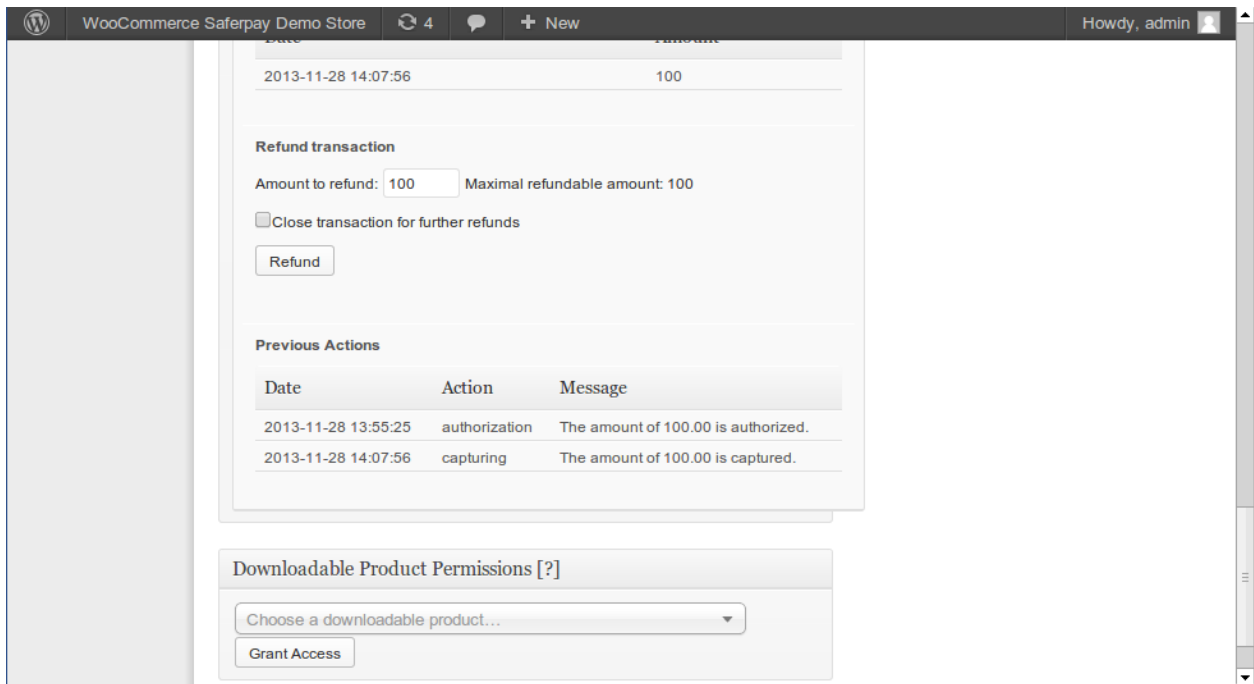 WooCommerce Saferpay Demo Store 4 + New Howdy, admin
Date Amount
2013-11-28 14:07:56 100
Refund transaction
Amount to refund: 100 Maximal refundable amount: 100
Close transaction for further refunds
Refund
Previous Actions
Date Action Message
2013-11-28 13:55:25 authorization The amount of 100.00 is authorized.
2013-11-28 14:07:56 capturing The amount of 100.00 is captured.
Downloadable Product Permissions [?]
Choose a downloadable product...
Grant Access